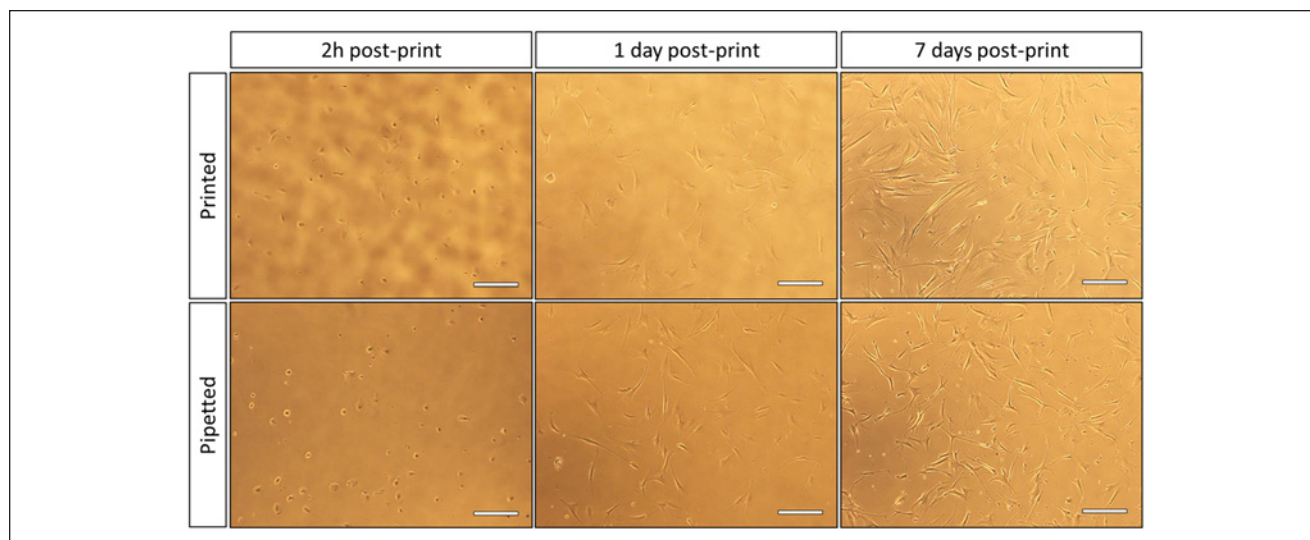 2h post-print
1 day post-print
7 days post-print
Printed
Pipetted